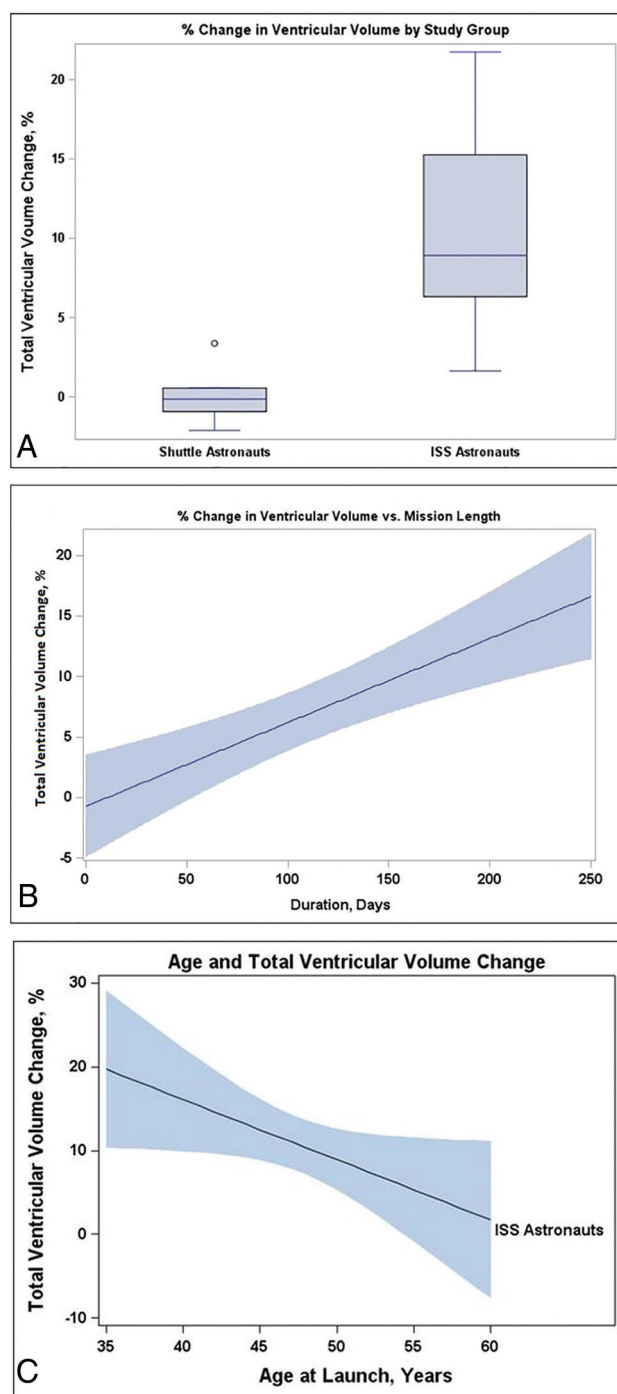 % Change in Ventricular Volume by Study Group
Total Ventricular Voume Change, %
20
15
10
5
0
Shuttle Astronauts
ISS Astronauts
A
% Change in Ventricular Volume vs. Mission Length
Total Ventricular Volume Change, %
20
15
10
5
0
-5
0
50
100
150
200
250
Duration, Days
B
Age and Total Ventricular Volume Change
Total Ventricular Volume Change, %
30
20
10
0
-10
ISS Astronauts
35
40
45
50
55
60
Age at Launch, Years
C